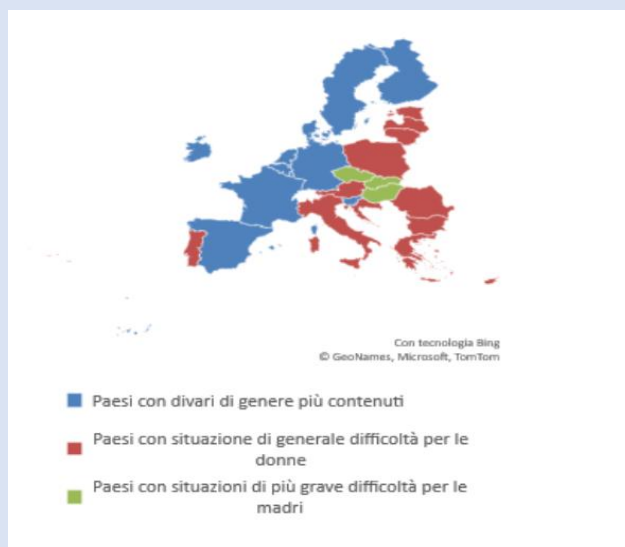 Con tecnologia Bing
© GeoNames, Microsoft, TomTom
Paesi con divari di genere più contenuti
Paesi con situazione di generale difficoltà per le
donne
Paesi con situazioni di più grave difficoltà per le
madri